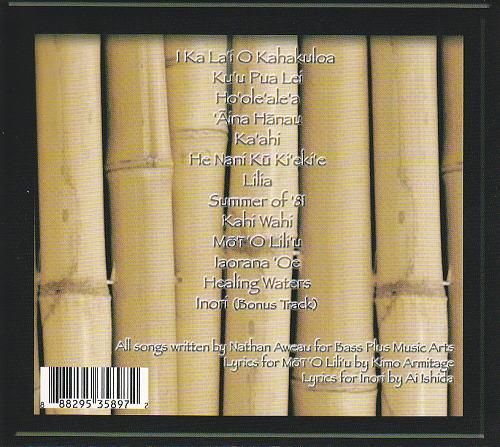 I Ka La'i O Kahakuloa
Ku'u Pua Lei
Ho'ole'ale'a
'Āina Hānau
Ka'ahi
He Nani Kū Ki'eki'e
Lilia
Summer of '81
Kahi Wahi
MōT 'O Lili'u
Iaorana 'Oe
Healing Waters
Inori (Bonus Track)
All songs written by Nathan Aweau for Bass Plus Music Arts
Lyrics for MōT 'O Lili'u by Kimo Armitage
Lyrics for Inori by Ai Ishida
8 88295 35897 2